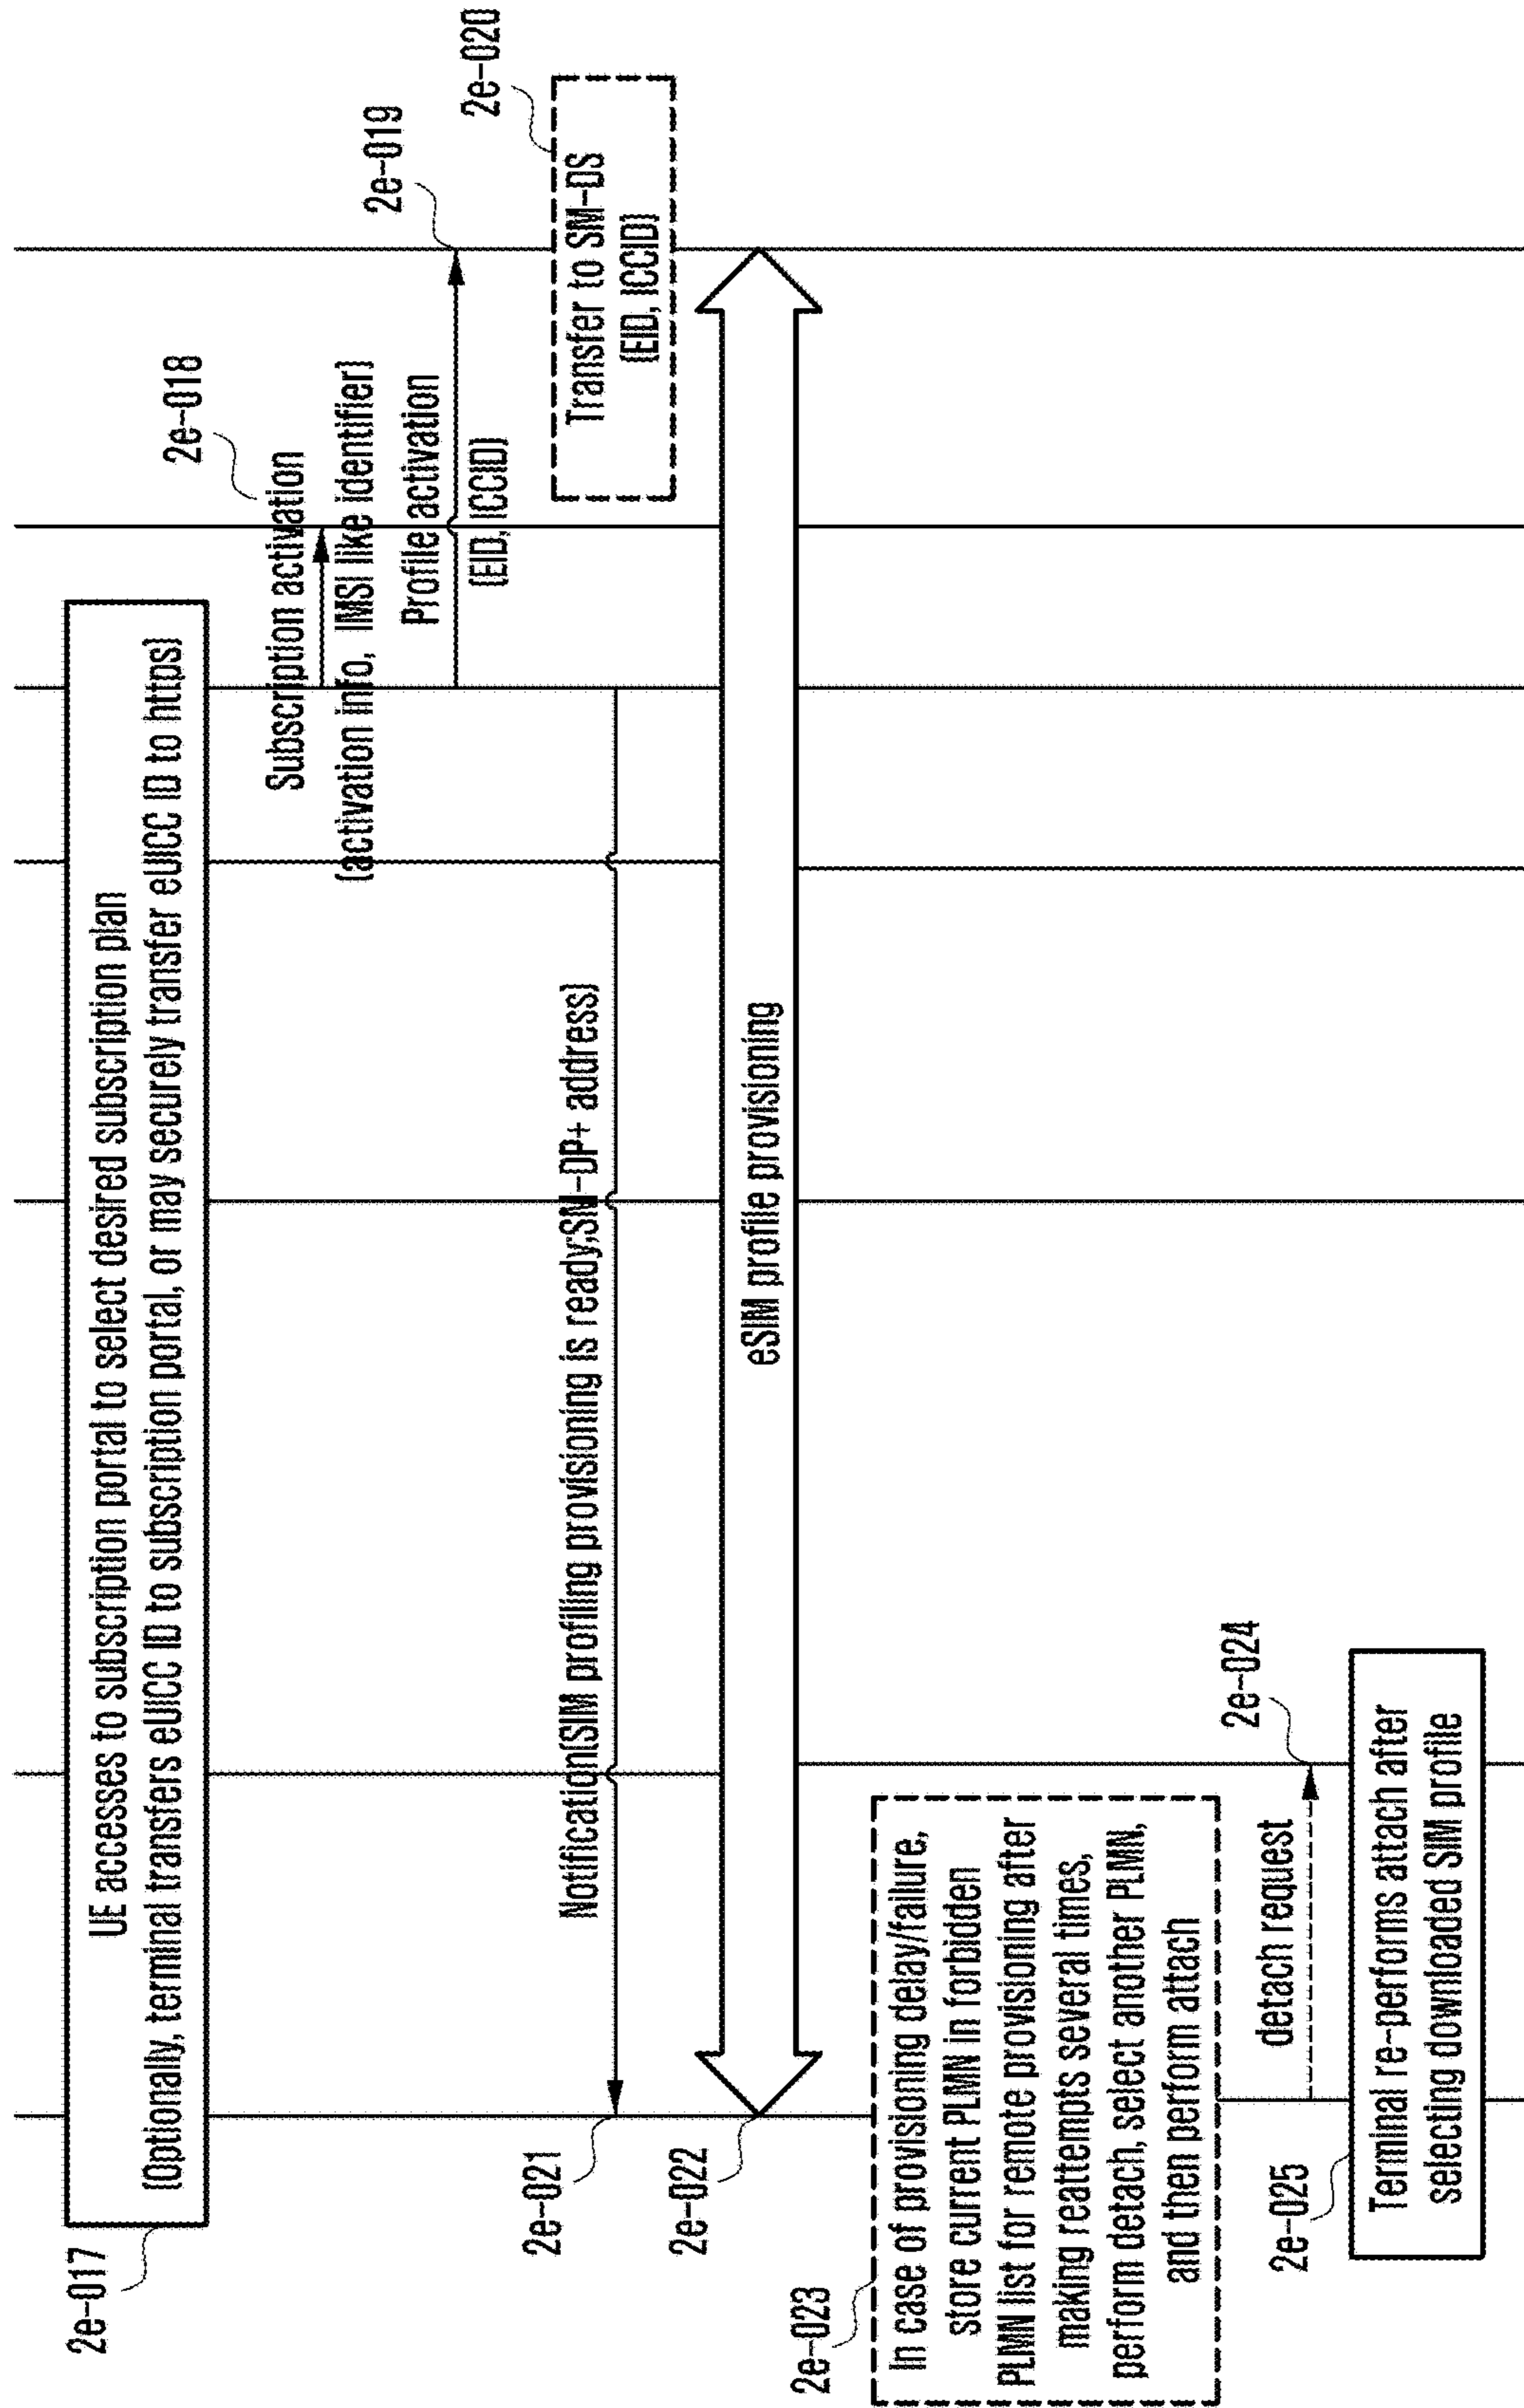 2e-017
UE accesses to subscription portal to select desired subscription plan
(Optionally, terminal transfers eUICC ID to subscription portal, or may securely transfer eUICC ID to https)
2e-018
Subscription activation
(activation info, IMSI like identifier)
2e-019
Profile activation
(EID, ICCID)
2e-020
Transfer to SM-DS
(EID, ICCID)
2e-021
Notification(SIM profiling provisioning is ready,SM-DP+ address)
2e-022
eSIM profile provisioning
2e-023
In case of provisioning delay/failure,
store current PLMN in forbidden
PLMN list for remote provisioning after
making reattempts several times,
perform detach, select another PLMN,
and then perform attach
2e-024
detach request
2e-025
Terminal re-performs attach after
selecting downloaded SIM profile